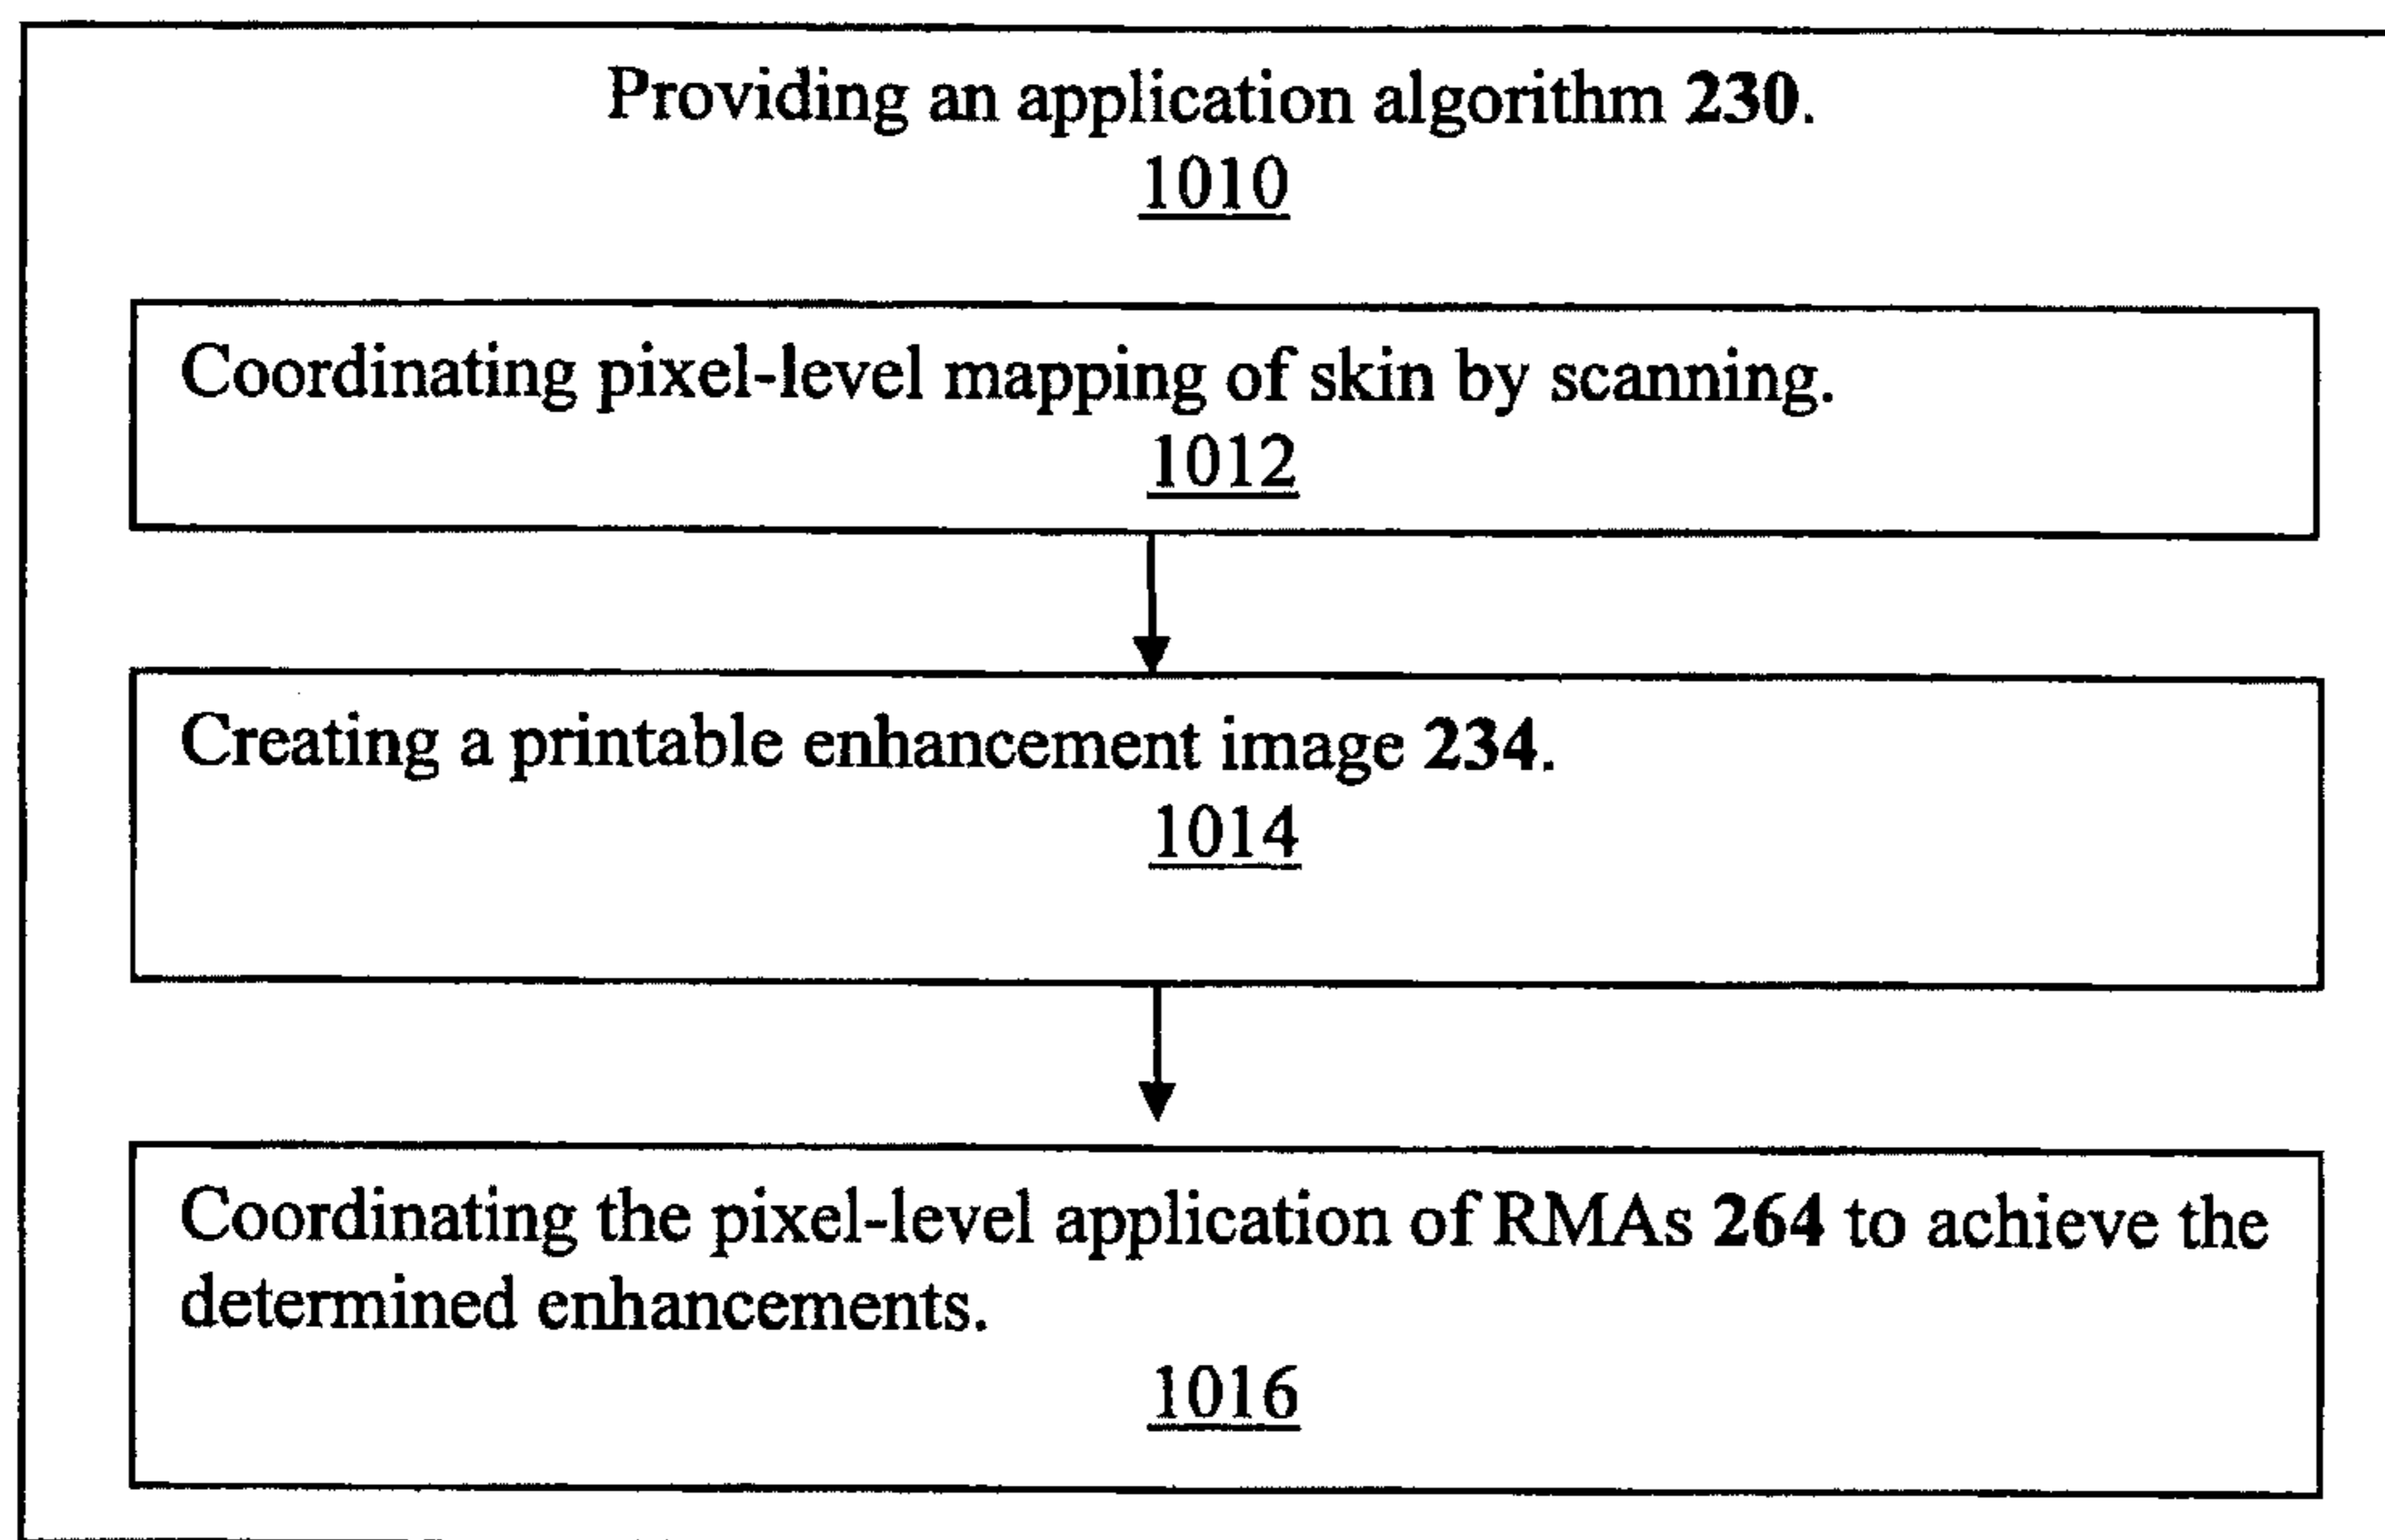 Providing an application algorithm 230.
1010
Coordinating pixel-level mapping of skin by scanning.
1012
Creating a printable enhancement image 234.
1014
Coordinating the pixel-level application of RMAs 264 to achieve the
determined enhancements.
1016